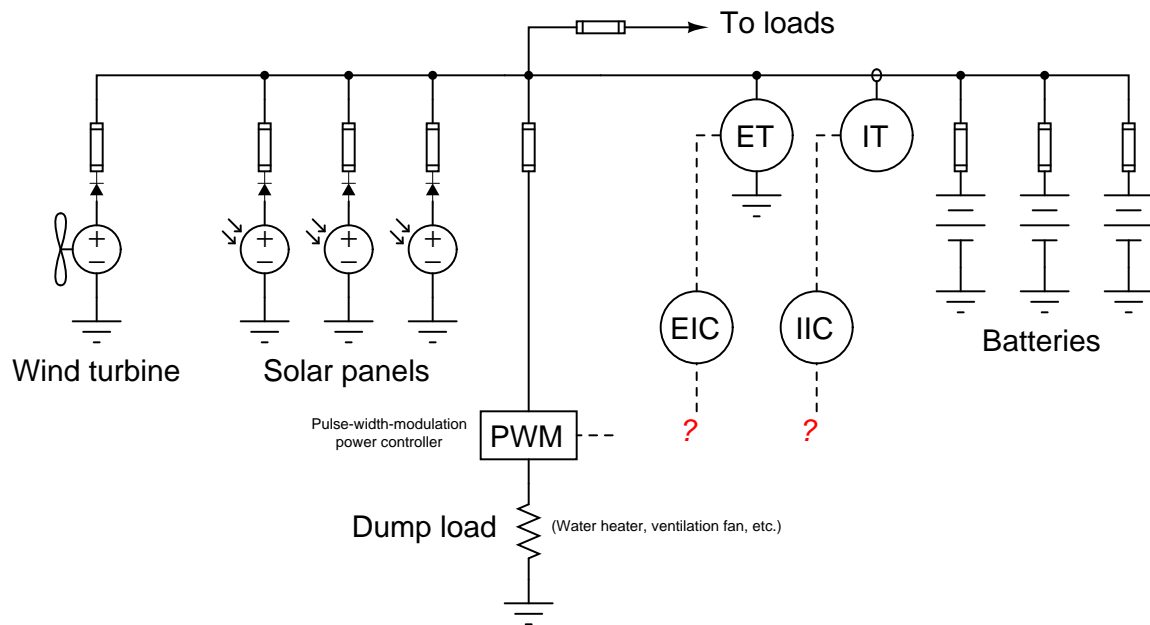 To loads
ET
IT
EIC
IIC
Batteries
Wind turbine
Solar panels
?
?
Pulse-width-modulation
power controller
PWM
Dump load
(Water heater, ventilation fan, etc.)